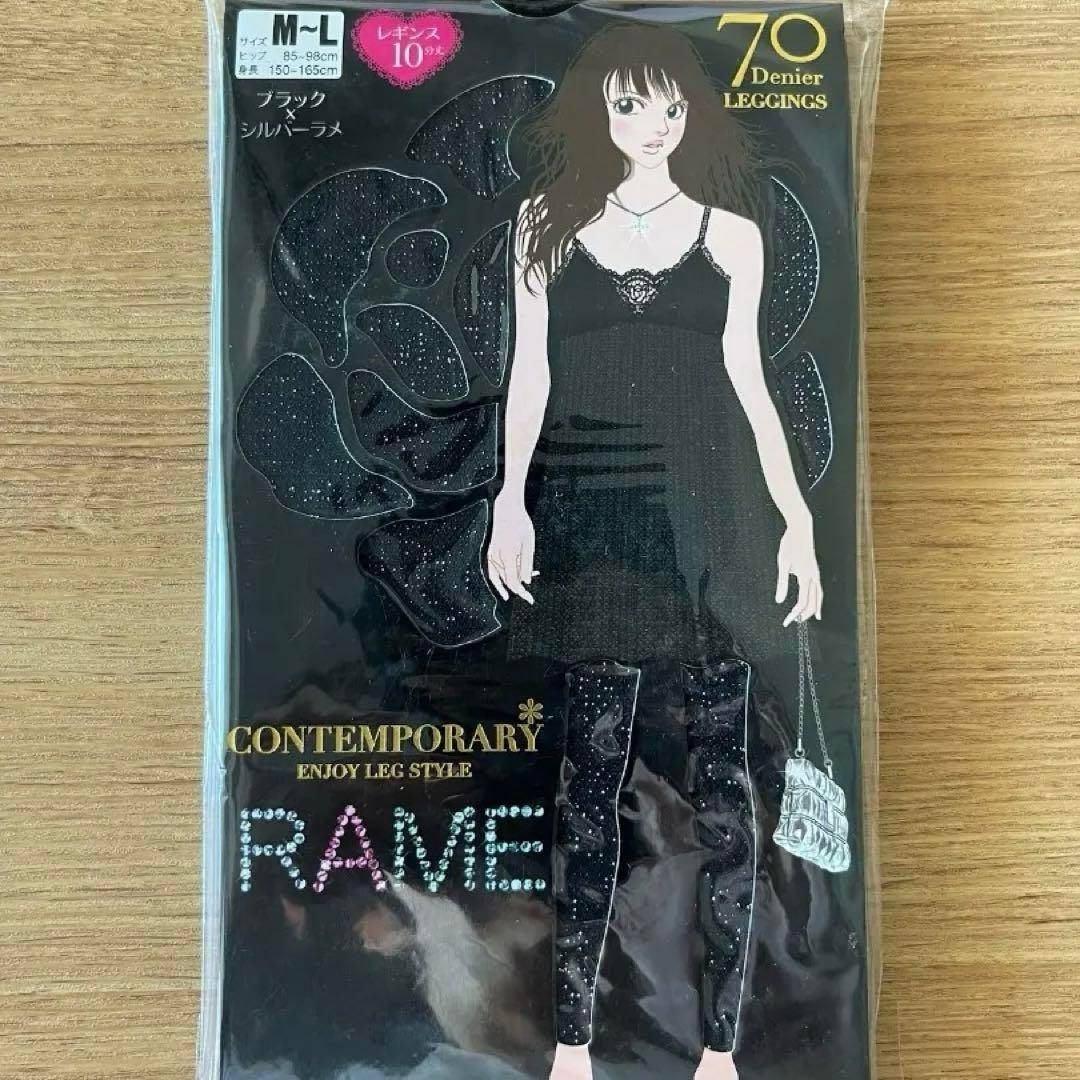 サイズ M~L
ヒップ 85~98cm
身長 150~165cm
レギンス
10分丈
70
Denier
LEGGINGS
ブラック
×
シルバーラメ
CONTEMPORARY*
ENJOY LEG STYLE
RAME